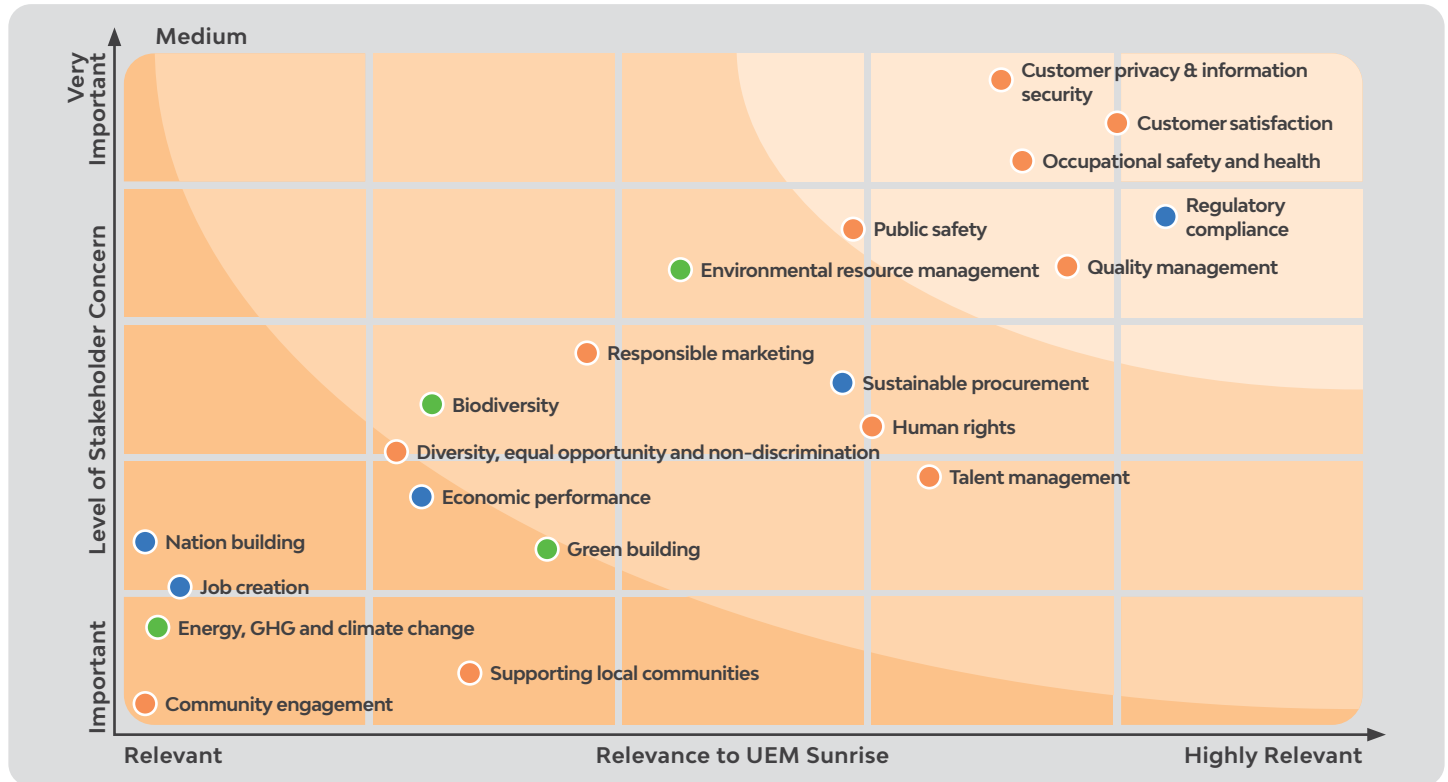 Medium
Very
Important
Customer privacy & information
security
Customer satisfaction
Occupational safety and health
Regulatory
compliance
Public safety
Quality management
Environmental resource management
Level of Stakeholder Concern
Responsible marketing
Sustainable procurement
Biodiversity
Human rights
Diversity, equal opportunity and non-discrimination
Talent management
Economic performance
Nation building
Green building
Job creation
Energy, GHG and climate change
Important
Supporting local communities
Community engagement
Relevant
Relevance to UEM Sunrise
Highly Relevant